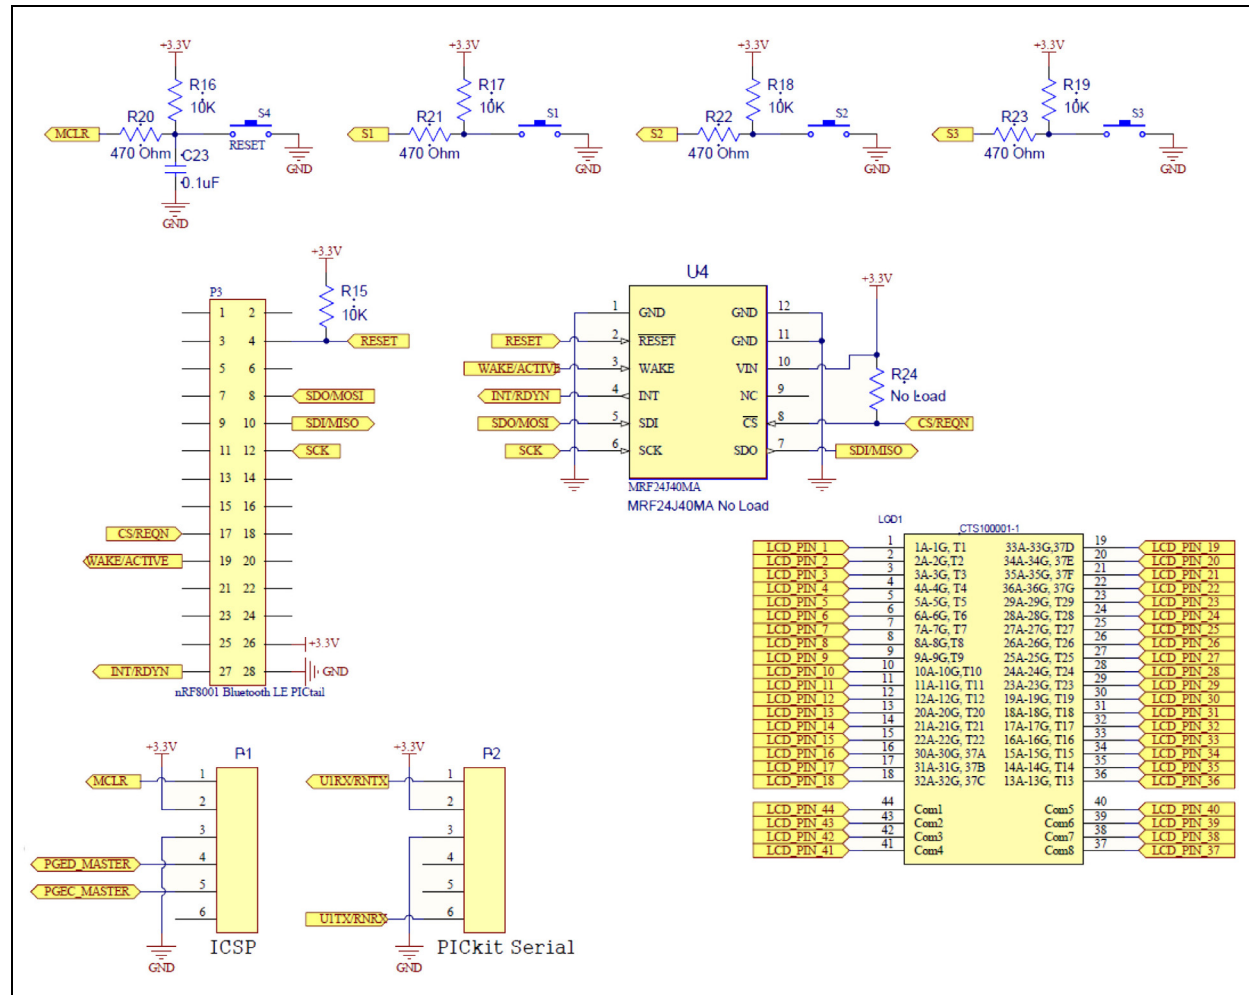 +3.3V +3.3V +3.3V +3.3V
R16 R17 R18 R19
10K 10K 10K 10K
R20 S4 R21 S1 R22 S2 R23 S3
MCLR S1 S2 S3
470 Ohm RESET 470 Ohm 470 Ohm 470 Ohm
C23 GND GND GND GND
0.1uF
GND
+3.3V
R15
10K
P3
1 2
3 4 RESET
5 6
7 8 SDO/MOSI
9 10 SDI/MISO
11 12 SCK
13 14
15 16
CS/REQN 17 18
WAKE/ACTIVE 19 20
21 22
23 24
25 26 +3.3V
INT/RDYN 27 28 GND
nRF8001 Bluetooth LE PICtail
U4
+3.3V
1 GND GND 12
RESET 2 RESET GND 11
WAKE/ACTIVE 3 WAKE VIN 10
INT/RDYN 4 INT NC 9
SDO/MOSI 5 SDI CS 8 CS/REQN
SCK 6 SCK SDO 7 SDI/MISO
R24
No Load
MRF24J40MA
MRF24J40MA No Load
LCD1
CTS100001-1
LCD_PIN_1 1 1A-1G, T1 33A-33G,37D 19 LCD_PIN_19
LCD_PIN_2 2 2A-2G,T2 34A-34G, 37E 20 LCD_PIN_20
LCD_PIN_3 3 3A-3G, T3 35A-35G, 37F 21 LCD_PIN_21
LCD_PIN_4 4 4A-4G, T4 36A-36G, 37G 22 LCD_PIN_22
LCD_PIN_5 5 5A-5G, T5 29A-29G, T29 23 LCD_PIN_23
LCD_PIN_6 6 6A-6G, T6 28A-28G, T28 24 LCD_PIN_24
LCD_PIN_7 7 7A-7G, T7 27A-27G, T27 25 LCD_PIN_25
LCD_PIN_8 8 8A-8G,T8 26A-26G, T26 26 LCD_PIN_26
LCD_PIN_9 9 9A-9G,T9 25A-25G, T25 27 LCD_PIN_27
LCD_PIN_10 10 10A-10G,T10 24A-24G, T24 28 LCD_PIN_28
LCD_PIN_11 11 11A-11G, T11 23A-23G, T23 29 LCD_PIN_29
LCD_PIN_12 12 12A-12G, T12 19A-19G, T19 30 LCD_PIN_30
LCD_PIN_13 13 20A-20G, T20 18A-18G, T18 31 LCD_PIN_31
LCD_PIN_14 14 21A-21G, T21 17A-17G, T17 32 LCD_PIN_32
LCD_PIN_15 15 22A-22G, T22 16A-16G, T16 33 LCD_PIN_33
LCD_PIN_16 16 30A-30G, 37A 15A-15G, T15 34 LCD_PIN_34
LCD_PIN_17 17 31A-31G, 37B 14A-14G, T14 35 LCD_PIN_35
LCD_PIN_18 18 32A-32G, 37C 13A-13G, T13 36 LCD_PIN_36
LCD_PIN_44 44 Com1 Com5 40 LCD_PIN_40
LCD_PIN_43 43 Com2 Com6 39 LCD_PIN_39
LCD_PIN_42 42 Com3 Com7 38 LCD_PIN_38
LCD_PIN_41 41 Com4 Com8 37 LCD_PIN_37
+3.3V P1
MCLR 1
2
3
PGED_MASTER 4
PGEC_MASTER 5
6
GND
ICSP
+3.3V P2
U1RX/RNTX 1
2
3
4
5
U1TX/RNRX 6
GND
PICkit Serial